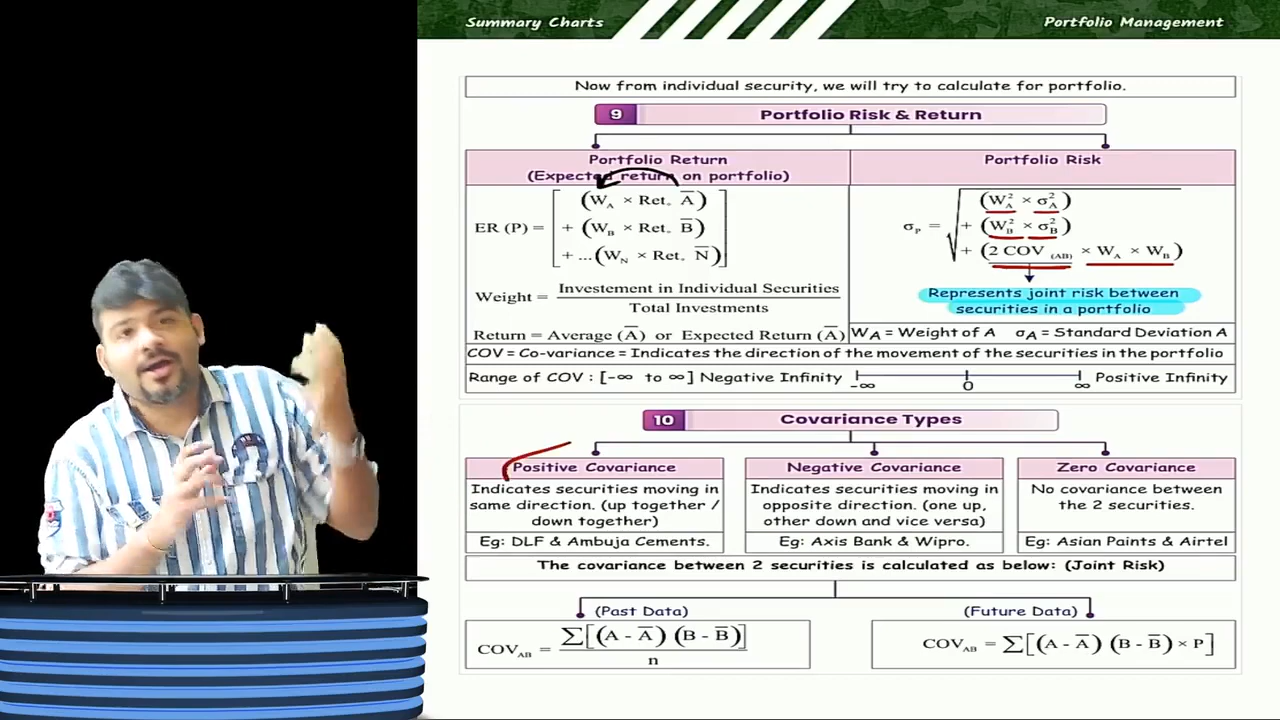 Summary Charts
Portfolio Management
Now from individual security, we will try to calculate for portfolio.
9 Portfolio Risk & Return
Portfolio Return
(Expected return on portfolio)
ER (P) = [ (W_A × Ret. A̅)
+ (W_B × Ret. B̅)
+ ...(W_N × Ret. N̅) ]
Weight = Investement in Individual Securities
Total Investments
Return = Average (A̅) or Expected Return (A̅)
Portfolio Risk
σ_P = √ (W_A² × σ_A²)
+ (W_B² × σ_B²)
+ (2 COV (AB) × W_A × W_B)
Represents joint risk between
securities in a portfolio
W_A = Weight of A σ_A = Standard Deviation A
COV = Co-variance = Indicates the direction of the movement of the securities in the portfolio
Range of COV : [-∞ to ∞] Negative Infinity -∞ 0 ∞ Positive Infinity
10 Covariance Types
Positive Covariance
Indicates securities moving in
same direction. (up together /
down together)
Eg: DLF & Ambuja Cements.
Negative Covariance
Indicates securities moving in
opposite direction. (one up,
other down and vice versa)
Eg: Axis Bank & Wipro.
Zero Covariance
No covariance between
the 2 securities.
Eg: Asian Paints & Airtel
The covariance between 2 securities is calculated as below: (Joint Risk)
(Past Data)
COV_AB = ∑[(A - A̅) (B - B̅)]
n
(Future Data)
COV_AB = ∑[(A - A̅) (B - B̅) × P]